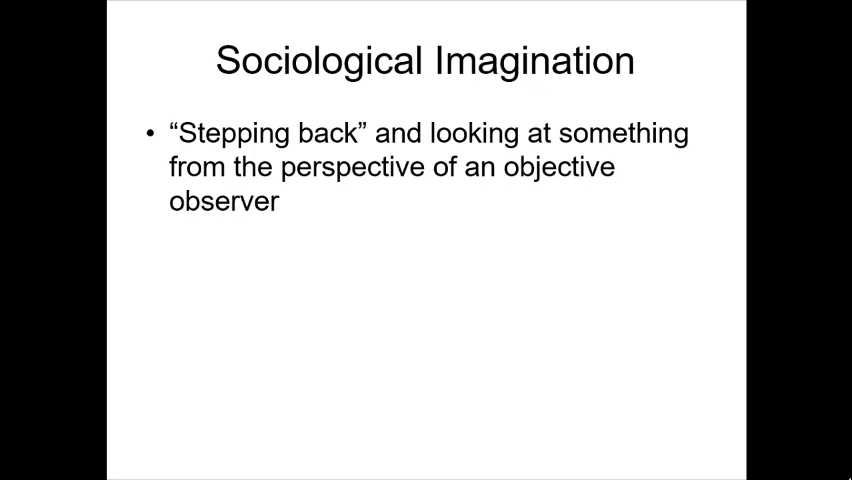 Sociological Imagination
• “Stepping back” and looking at something
from the perspective of an objective
observer